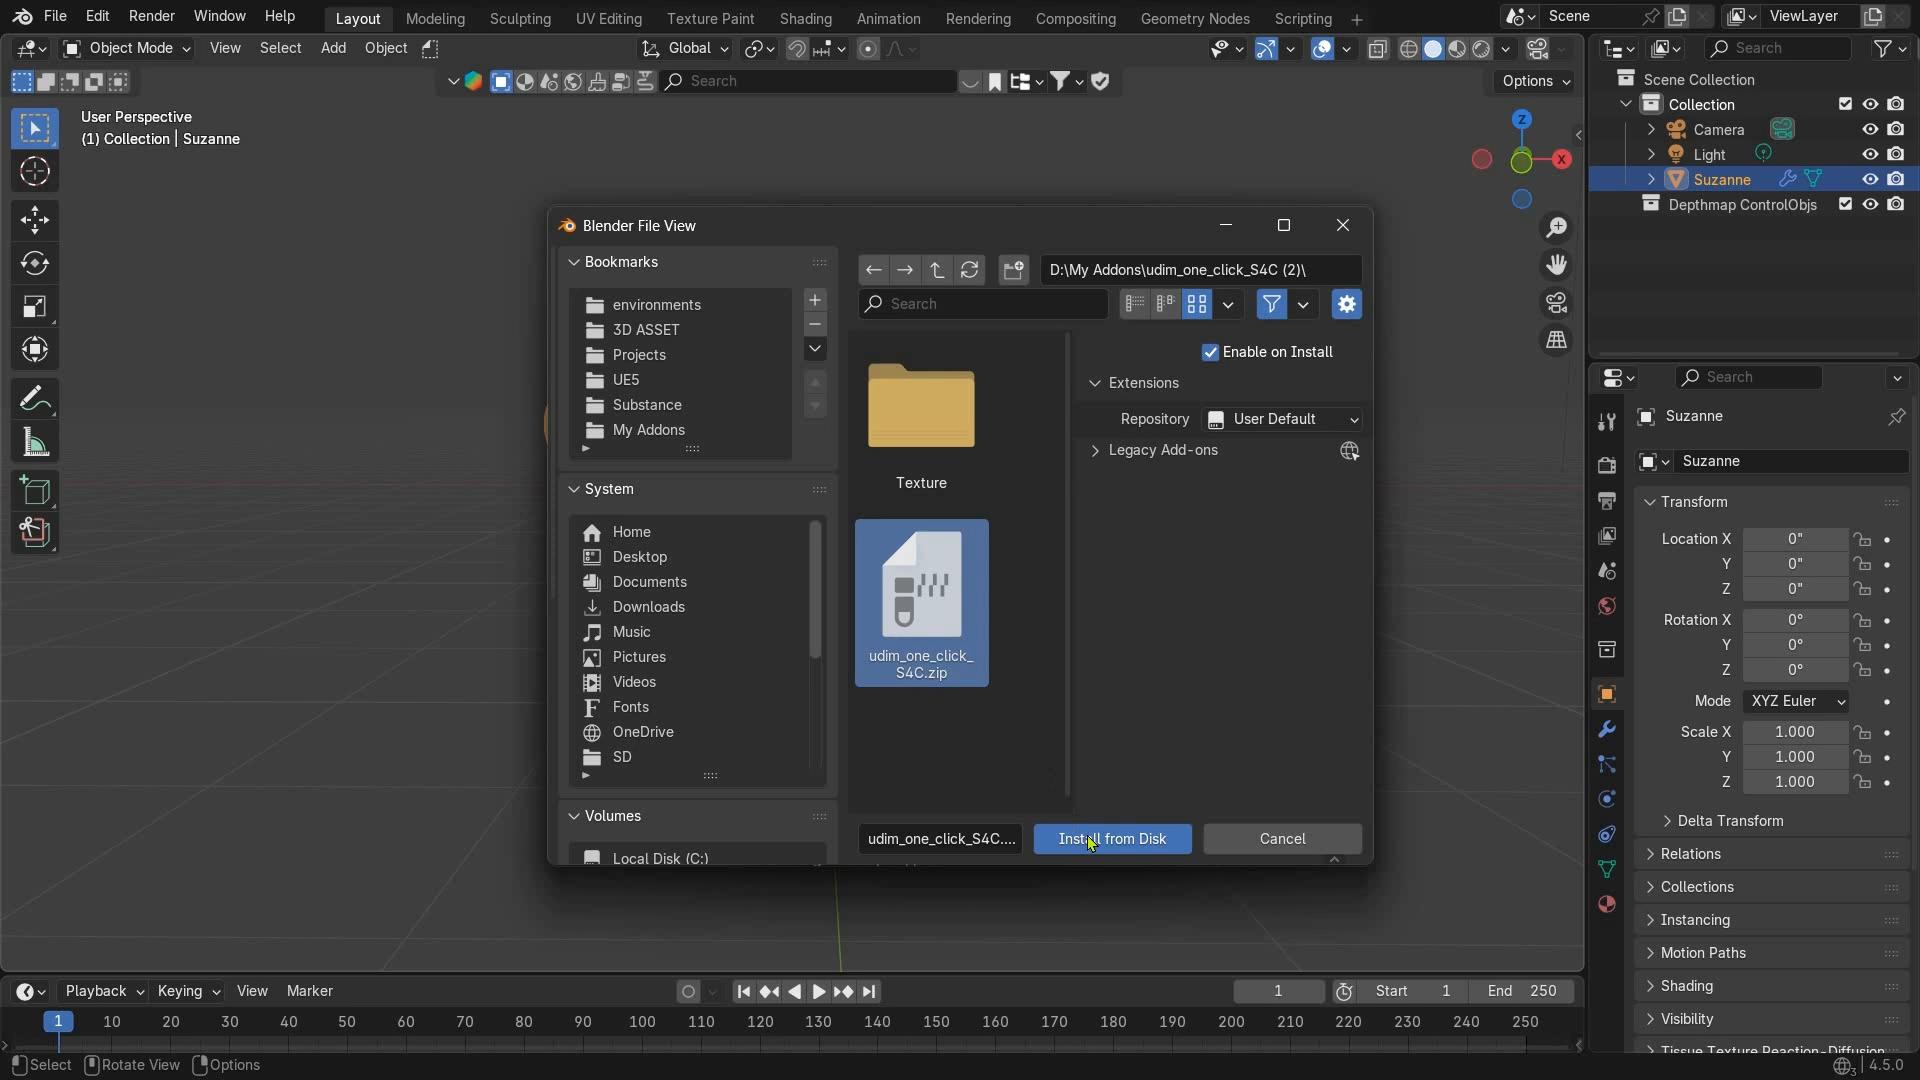 File Edit Render Window Help
Layout Modeling Sculpting UV Editing Texture Paint Shading Animation Rendering Compositing Geometry Nodes Scripting +
Scene
ViewLayer
Object Mode View Select Add Object
Global
Search
Search
Options
User Perspective
(1) Collection | Suzanne
Z
X
Scene Collection
Collection
Camera
Light
Suzanne
Depthmap ControlObjs
Blender File View
Bookmarks
environments
3D ASSET
Projects
UE5
Substance
My Addons
System
Home
Desktop
Documents
Downloads
Music
Pictures
Videos
Fonts
OneDrive
SD
Volumes
Local Disk (C:)
D:\My Addons\udim_one_click_S4C (2)\
Search
Texture
udim_one_click_
S4C.zip
Enable on Install
Extensions
Repository User Default
Legacy Add-ons
udim_one_click_S4C....
Install from Disk
Cancel
Search
Suzanne
Suzanne
Transform
Location X 0"
Y 0"
Z 0"
Rotation X 0°
Y 0°
Z 0°
Mode XYZ Euler
Scale X 1.000
Y 1.000
Z 1.000
Delta Transform
Relations
Collections
Instancing
Motion Paths
Shading
Visibility
Tissue Texture Reaction-Diffusion
Playback Keying View Marker
1
Start 1
End 250
1 10 20 30 40 50 60 70 80 90 100 110 120 130 140 150 160 170 180 190 200 210 220 230 240 250
Select Rotate View Options
3 4.5.0